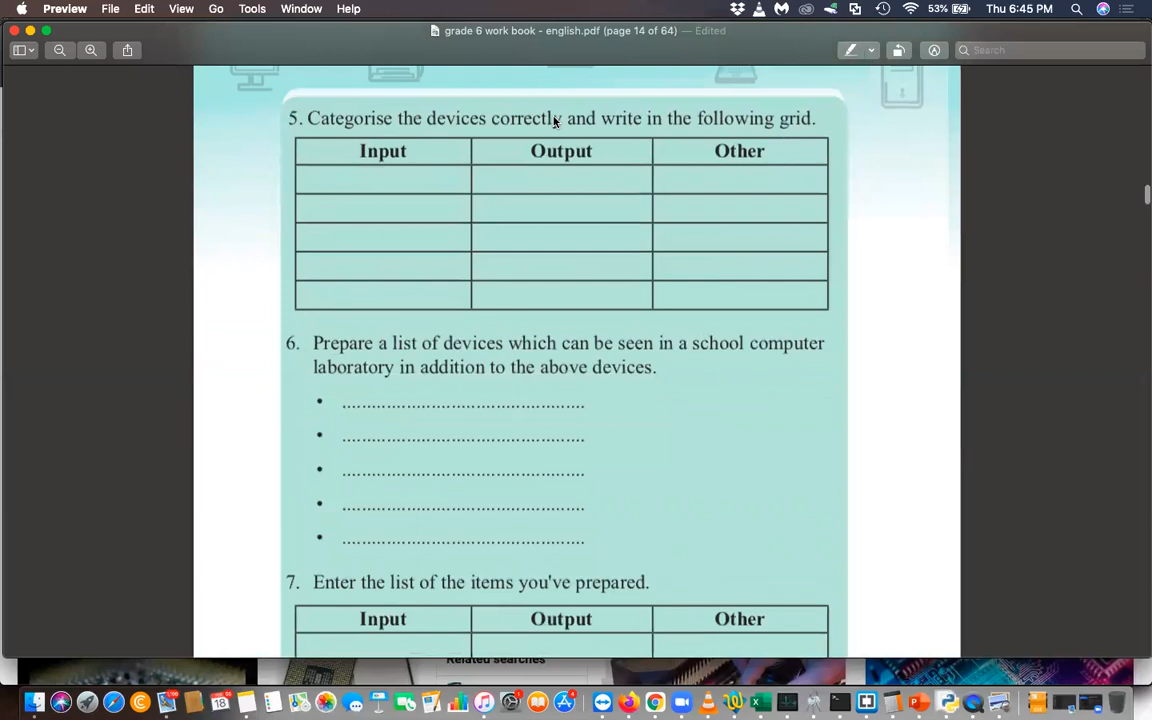 Preview File Edit View Go Tools Window Help 53% Thu 6:45 PM
grade 6 work book - english.pdf (page 14 of 64) — Edited
Search
5. Categorise the devices correctly and write in the following grid.
Input Output Other
6. Prepare a list of devices which can be seen in a school computer
laboratory in addition to the above devices.
• ..........................................
• ..........................................
• ..........................................
• ..........................................
• ..........................................
7. Enter the list of the items you've prepared.
Input Output Other
Related searches